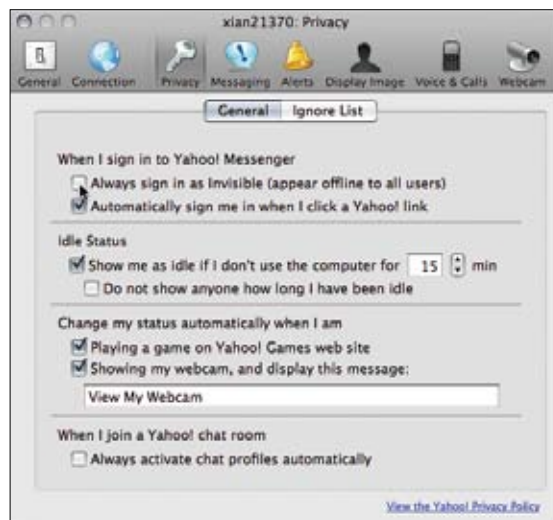 xian21370: Privacy
General Connection Privacy Messaging Alerts Display Image Voice & Calls Webcam
General Ignore List
When I sign in to Yahoo! Messenger
Always sign in as Invisible (appear offline to all users)
Automatically sign me in when I click a Yahoo! link
Idle Status
Show me as idle if I don't use the computer for 15 min
Do not show anyone how long I have been idle
Change my status automatically when I am
Playing a game on Yahoo! Games web site
Showing my webcam, and display this message:
View My Webcam
When I join a Yahoo! chat room
Always activate chat profiles automatically
View the Yahoo! Privacy Policy